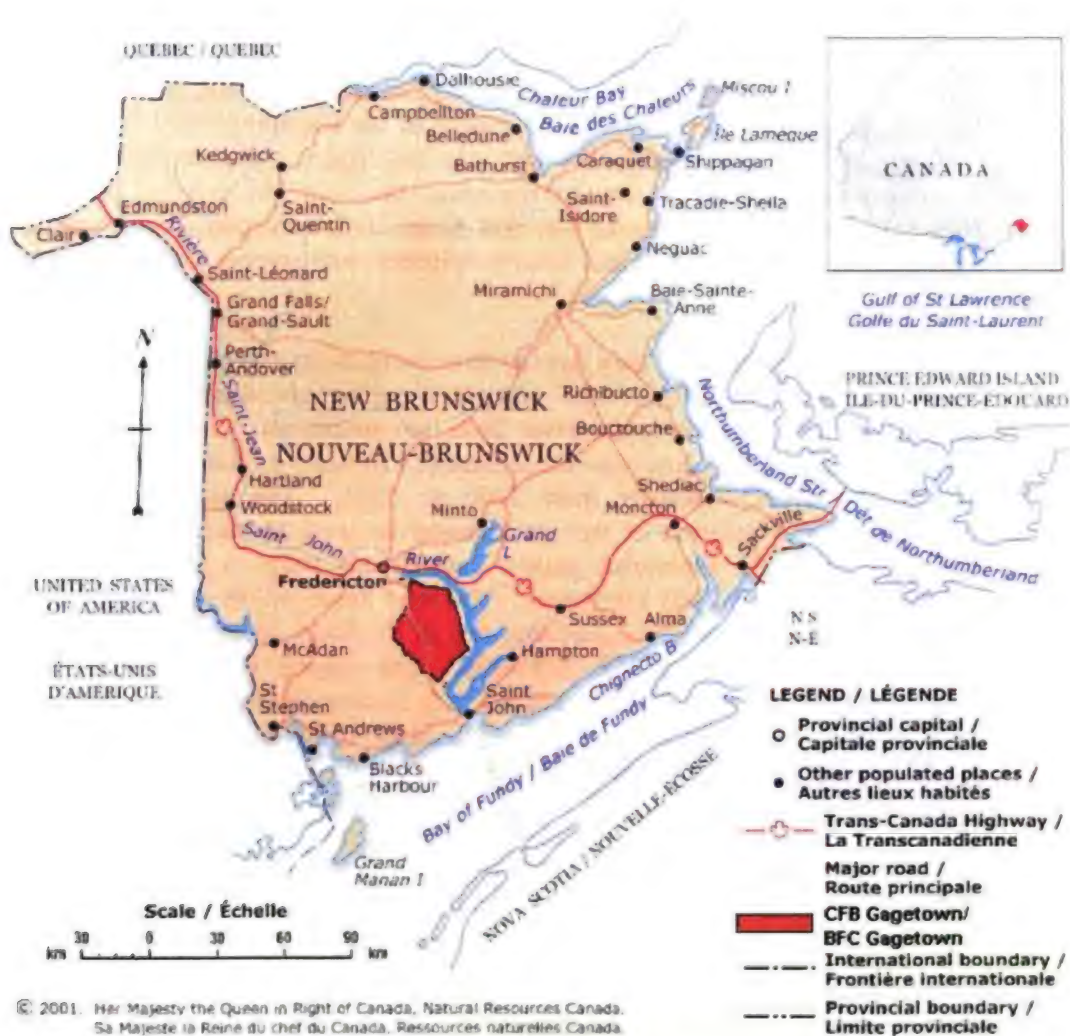 QUEBEC / QUÉBEC
Dalhousie
Chaleur Bay
Baie des Chaleurs
Miscou I
Île Lamèque
Campbellton
Belledune
Bathurst
Caraquet
Shippagan
Kedgwick
Saint-
Quentin
Saint-
Isidore
Tracadie-Sheila
CANADA
Edmundston
Clair
Rivière
Neguac
Saint-Léonard
Grand Falls/
Grand-Sault
Miramichi
Baie-Sainte-
Anne
Gulf of St Lawrence
Golfe du Saint-Laurent
N
Perth-
Andover
Saint-Jean
NEW BRUNSWICK
NOUVEAU-BRUNSWICK
Richibucto
Bouctouche
Northumberland Str
Dét de Northumberland
PRINCE EDWARD ISLAND
ILE-DU-PRINCE-ÉDOUARD
Hartland
Woodstock
Shediac
Moncton
Sackville
Minto
Grand
L
Saint John River
Fredericton
UNITED STATES
OF AMERICA
ÉTATS-UNIS
D'AMÉRIQUE
Sussex
Alma
N S
N-É
McAdan
Hampton
Chignecto B
St
Stephen
St Andrews
Saint
John
Blacks
Harbour
Bay of Fundy / Baie de Fundy
NOVA SCOTIA / NOUVELLE-ÉCOSSE
Grand
Manan I
LEGEND / LÉGENDE
Provincial capital /
Capitale provinciale
Other populated places /
Autres lieux habités
Trans-Canada Highway /
La Transcanadienne
Major road /
Route principale
CFB Gagetown/
BFC Gagetown
International boundary /
Frontière internationale
Provincial boundary /
Limite provinciale
Scale / Échelle
30 0 30 60 90
km km
© 2001. Her Majesty the Queen in Right of Canada, Natural Resources Canada.
Sa Majeste la Reine du chef du Canada, Ressources naturelles Canada.